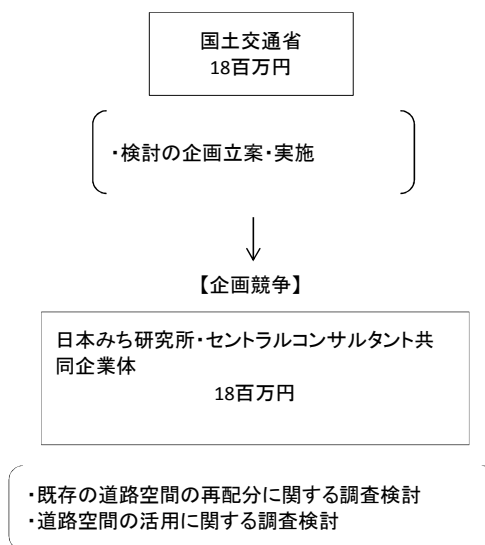 国土交通省
18百万円
・検討の企画立案・実施
【企画競争】
日本みち研究所・セントラルコンサルタント共
同企業体
18百万円
・既存の道路空間の再配分に関する調査検討
・道路空間の活用に関する調査検討